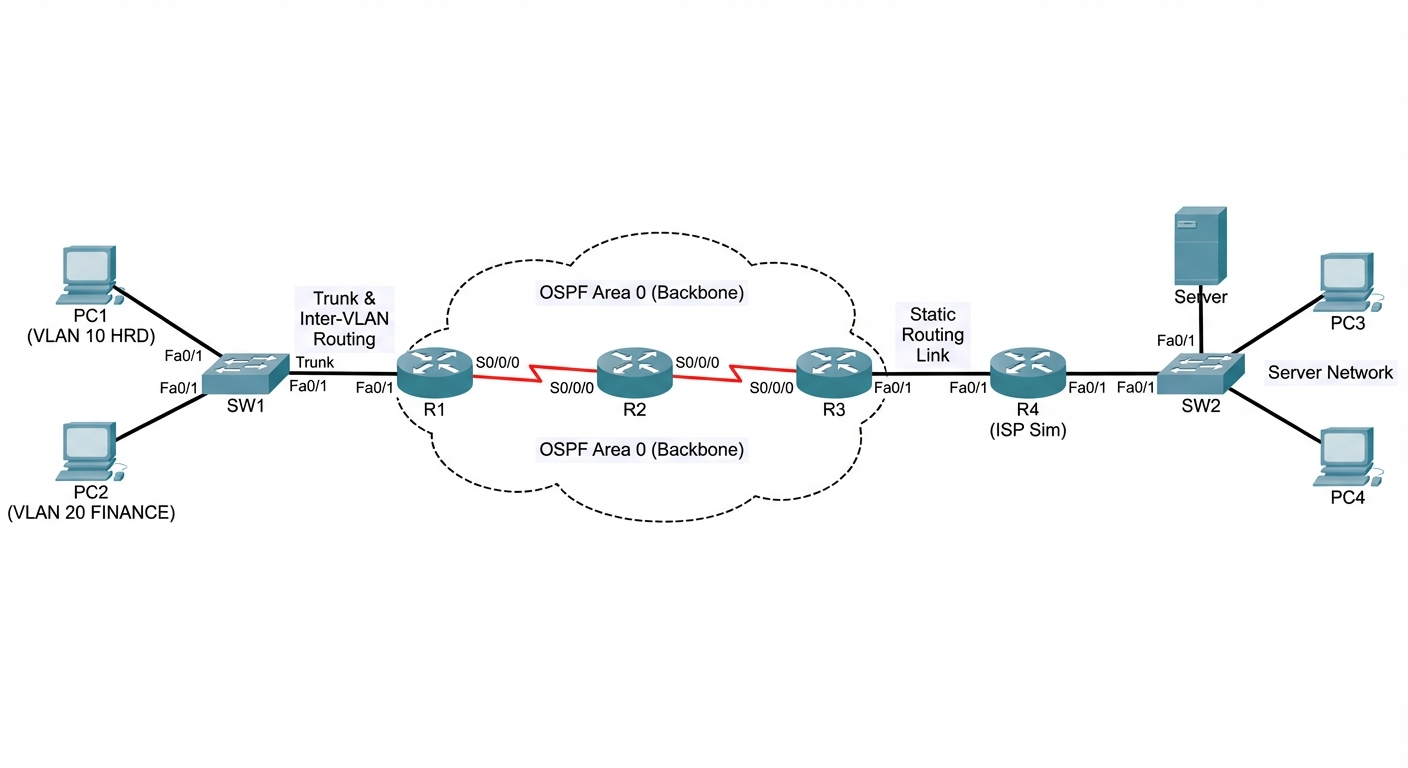 PC1
(VLAN 10 HRD)
Fa0/1
Fa0/1
PC2
(VLAN 20 FINANCE)
SW1
Trunk &
Inter-VLAN
Routing
Trunk
Fa0/1
Fa0/1
R1
OSPF Area 0 (Backbone)
S0/0/0
S0/0/0
R2
S0/0/0
S0/0/0
R3
OSPF Area 0 (Backbone)
Static
Routing
Link
Fa0/1
Fa0/1
R4
(ISP Sim)
Fa0/1
Fa0/1
Server
Fa0/1
SW2
PC3
Server Network
PC4